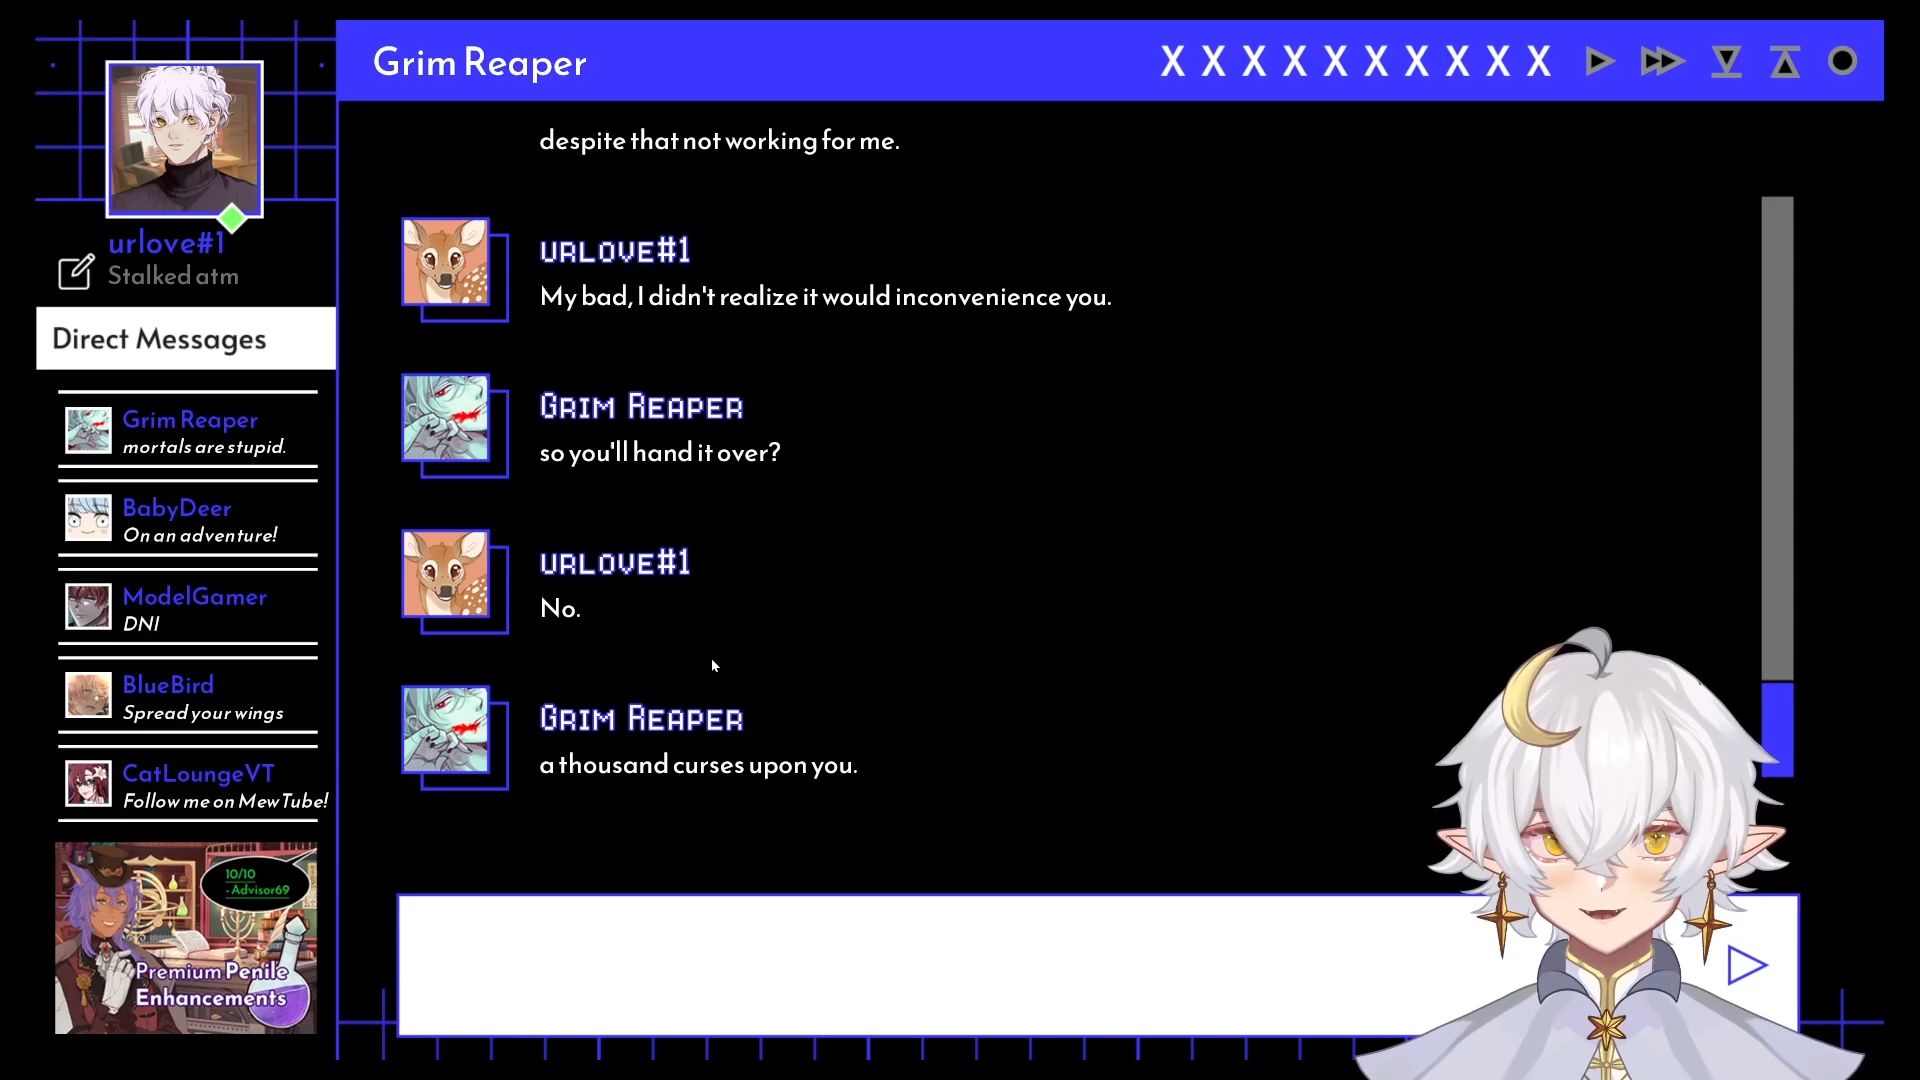 Grim Reaper
X X X X X X X X X X
urlove#1
Stalked atm
Direct Messages
Grim Reaper
mortals are stupid.
BabyDeer
On an adventure!
ModelGamer
DNI
BlueBird
Spread your wings
CatLoungeVT
Follow me on MewTube!
10/10
-Advisor69
Premium Penile
Enhancements
despite that not working for me.
urlove#1
My bad, I didn't realize it would inconvenience you.
Grim Reaper
so you'll hand it over?
urlove#1
No.
Grim Reaper
a thousand curses upon you.